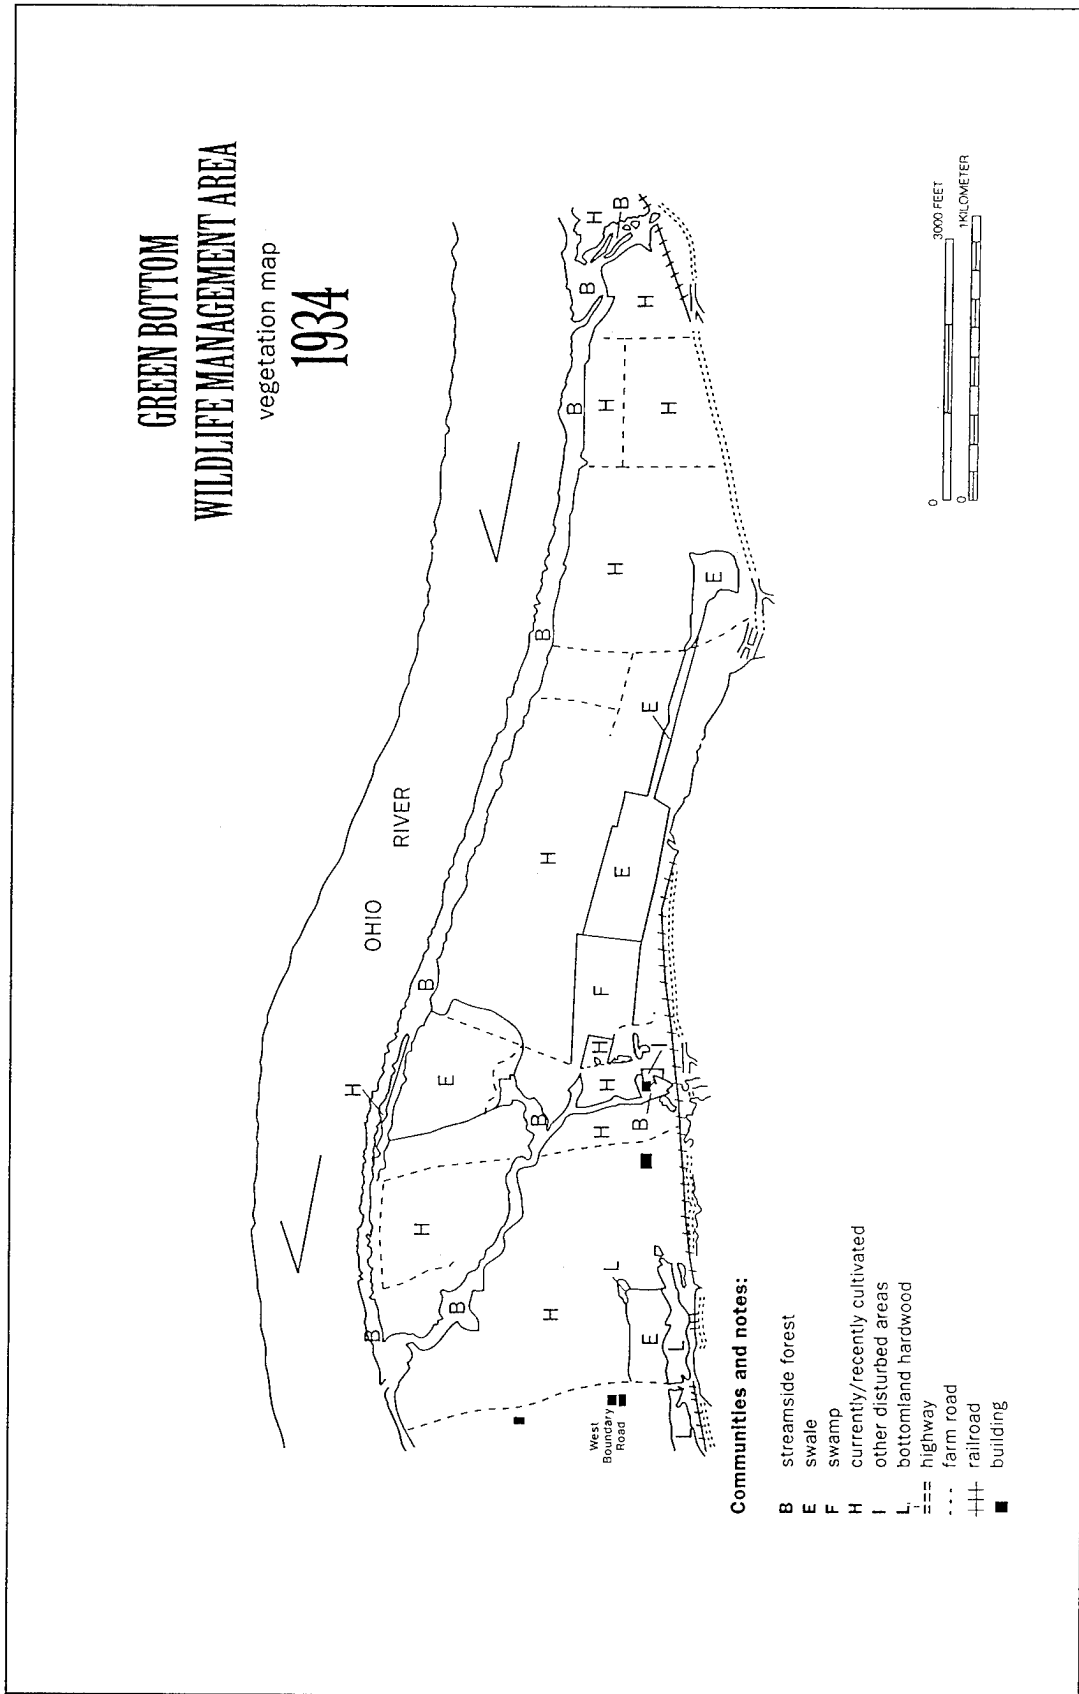 GREEN BOTTOM
WILDLIFE MANAGEMENT AREA
vegetation map
1934
H
OHIO
B
RIVER
H
B
E
B
B
B
H
H
B
B
H
F
H
H
H
H
L
H
West
Boundary
Road
E
B
B
H
E
E
I
H
L
L
E
Communities and notes:
B streamside forest
E swale
F swamp
H currently/recently cultivated
I other disturbed areas
L bottomland hardwood
highway
farm road
railroad
building
0 3000 FEET
0 1 KILOMETER